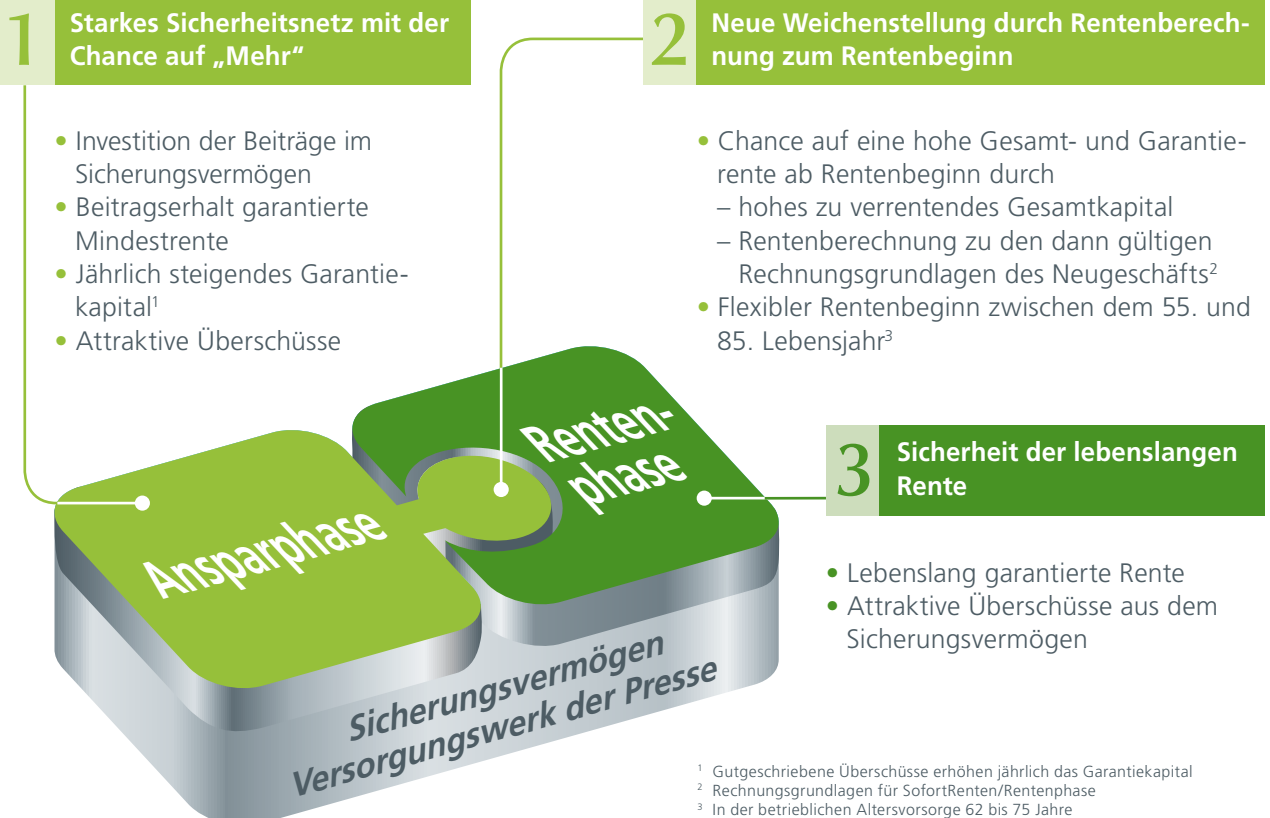 1
Starkes Sicherheitsnetz mit der
Chance auf „Mehr“
• Investition der Beiträge im
Sicherungsvermögen
• Beitragserhalt garantierte
Mindestrente
• Jährlich steigendes Garantie-
kapital¹
• Attraktive Überschüsse
2
Neue Weichenstellung durch Rentenberech-
nung zum Rentenbeginn
• Chance auf eine hohe Gesamt- und Garantie-
rente ab Rentenbeginn durch
– hohes zu verrentendes Gesamtkapital
– Rentenberechnung zu den dann gültigen
Rechnungsgrundlagen des Neugeschäfts²
• Flexibler Rentenbeginn zwischen dem 55. und
85. Lebensjahr³
Ansparphase
Renten-
phase
Sicherungsvermögen
Versorgungswerk der Presse
3
Sicherheit der lebenslangen
Rente
• Lebenslang garantierte Rente
• Attraktive Überschüsse aus dem
Sicherungsvermögen
¹ Gutgeschriebene Überschüsse erhöhen jährlich das Garantiekapital
² Rechnungsgrundlagen für SofortRenten/Rentenphase
³ In der betrieblichen Altersvorsorge 62 bis 75 Jahre